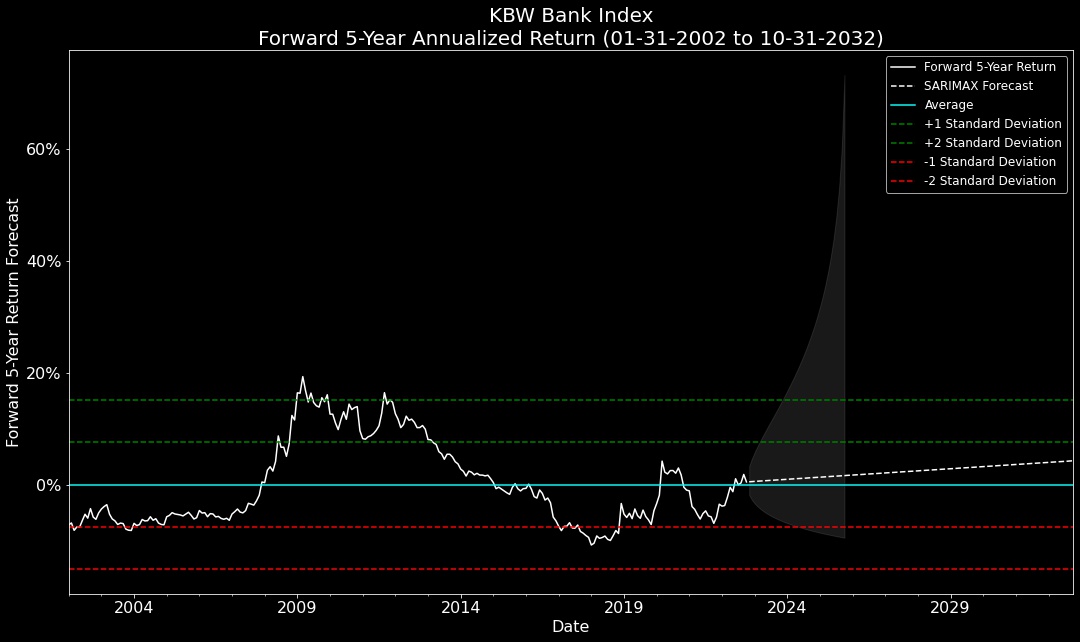 KBW Bank Index
Forward 5-Year Annualized Return (01-31-2002 to 10-31-2032)
Forward 5-Year Return
SARIMAX Forecast
Average
+1 Standard Deviation
+2 Standard Deviation
-1 Standard Deviation
-2 Standard Deviation
Forward 5-Year Return Forecast
60%
40%
20%
0%
2004
2009
2014
2019
2024
2029
Date